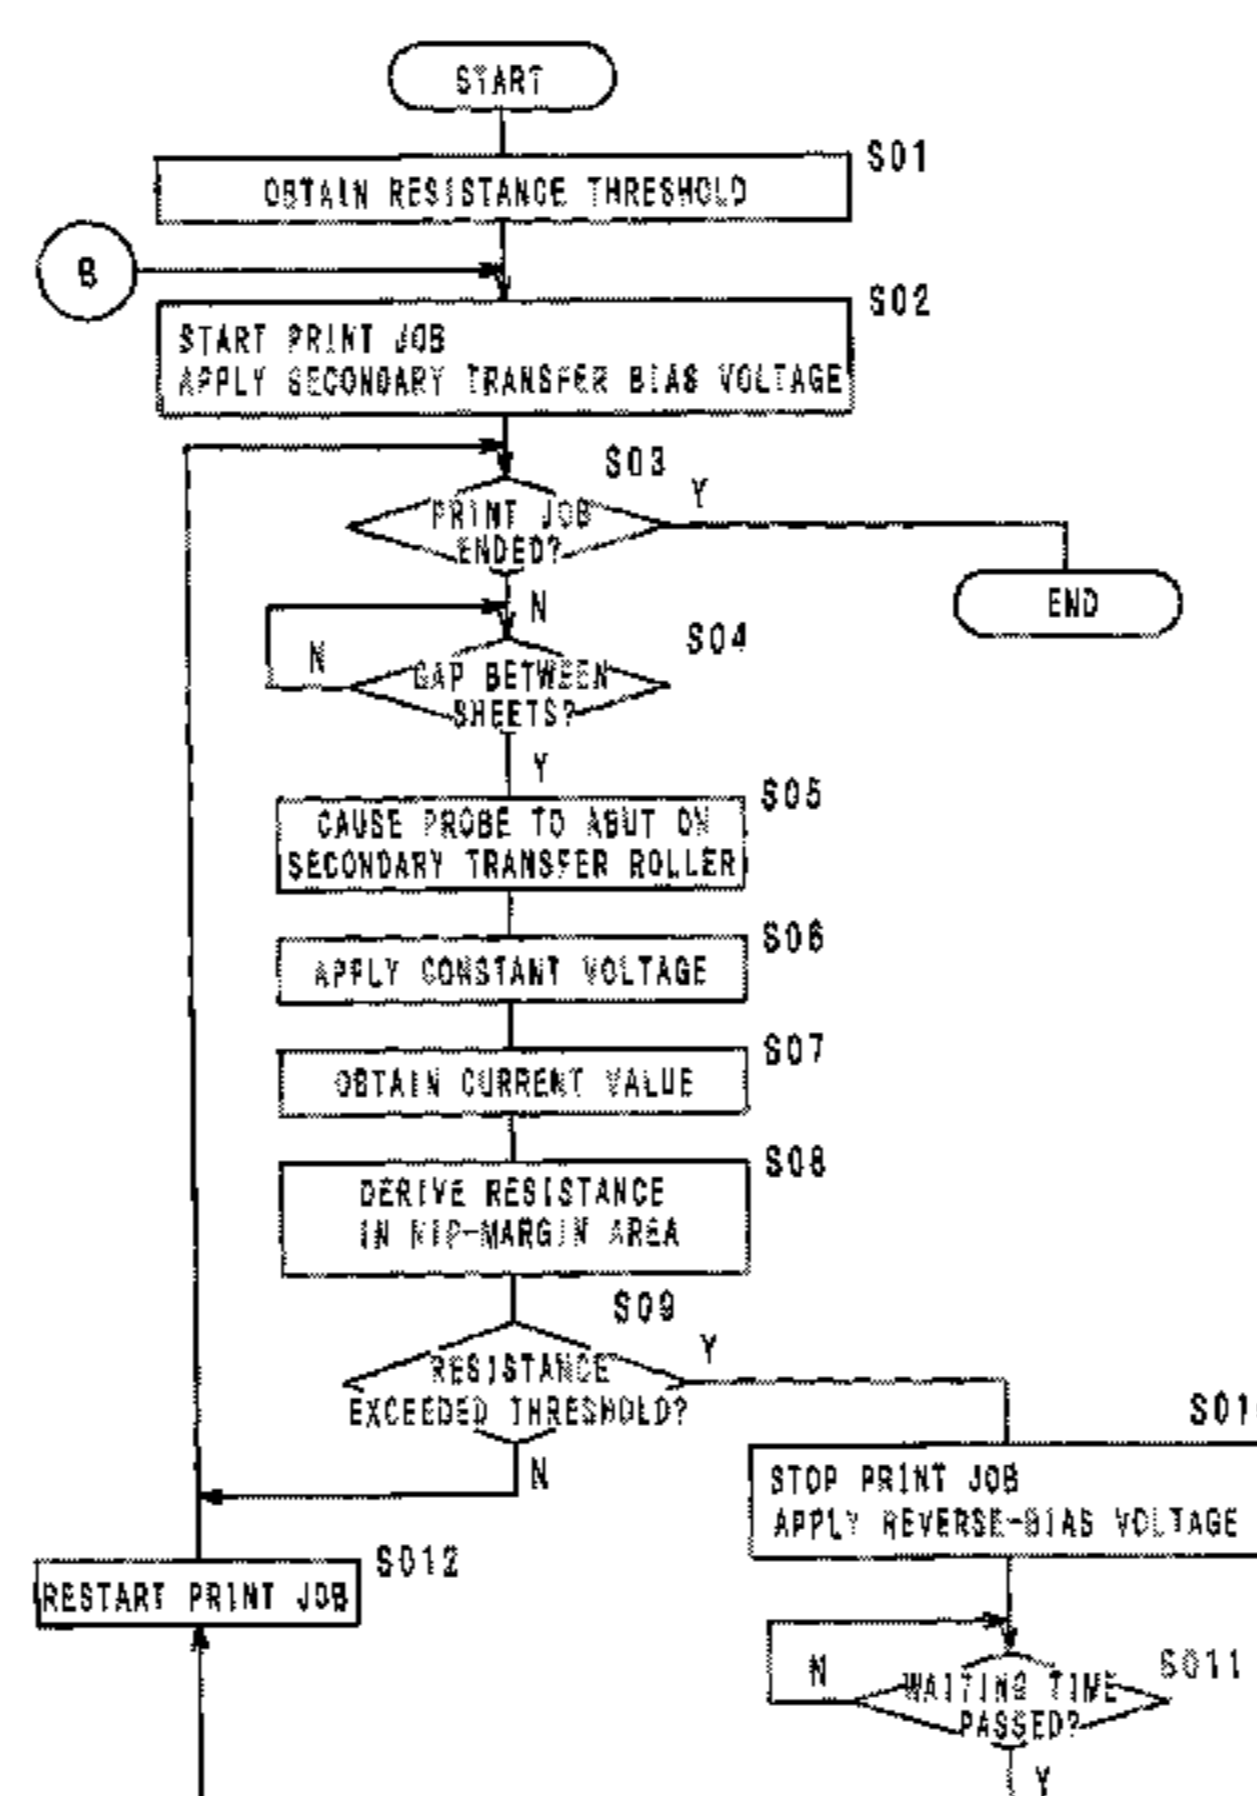 START
S01
OBTAIN RESISTANCE THRESHOLD
B
S02
START PRINT JOB
APPLY SECONDARY TRANSFER BIAS VOLTAGE
S03
PRINT JOB
ENDED?
Y
END
N
S04
N
GAP BETWEEN
SHEETS?
Y
S05
CAUSE PROBE TO ABUT ON
SECONDARY TRANSFER ROLLER
S06
APPLY CONSTANT VOLTAGE
S07
OBTAIN CURRENT VALUE
S08
DERIVE RESISTANCE
IN NIP-MARGIN AREA
S09
RESISTANCE
EXCEEDED THRESHOLD?
Y
N
STOP PRINT JOB
APPLY REVERSE-BIAS VOLTAGE
S012
RESTART PRINT JOB
S011
N
WAITING TIME
PASSED?
Y